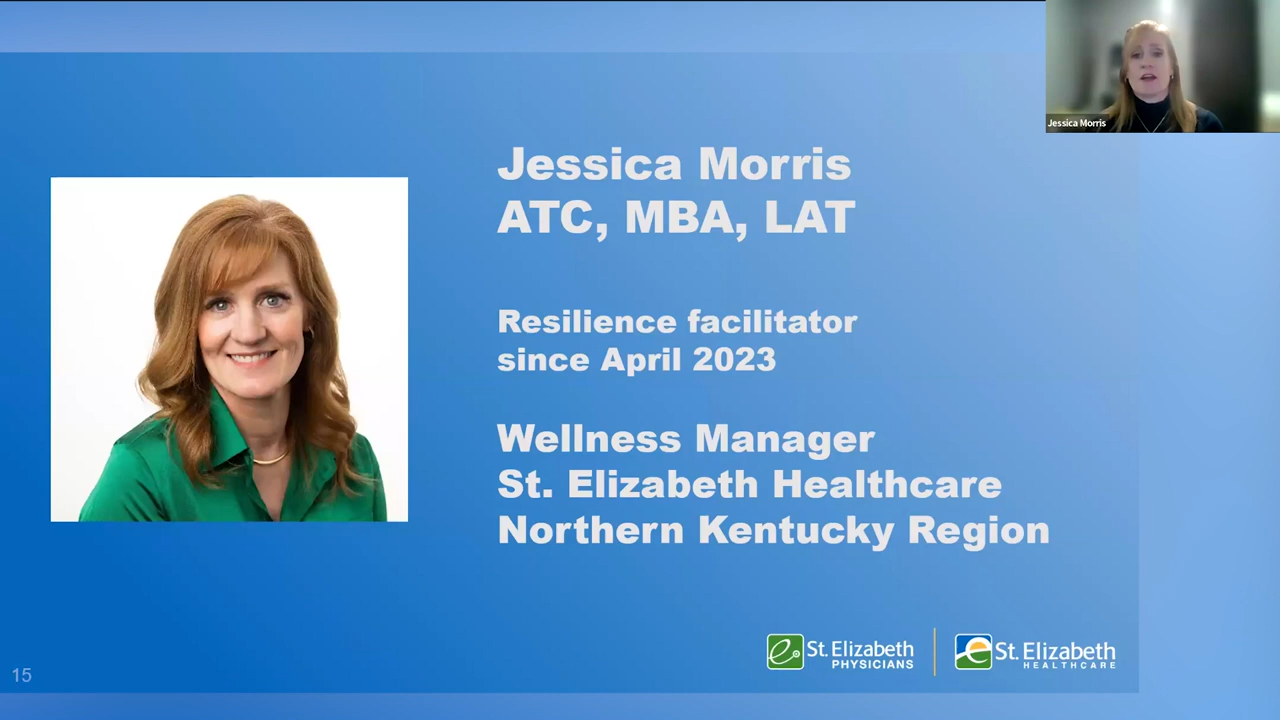 Jessica Morris
Jessica Morris
ATC, MBA, LAT
Resilience facilitator
since April 2023
Wellness Manager
St. Elizabeth Healthcare
Northern Kentucky Region
St. Elizabeth
PHYSICIANS
St. Elizabeth
HEALTHCARE
15